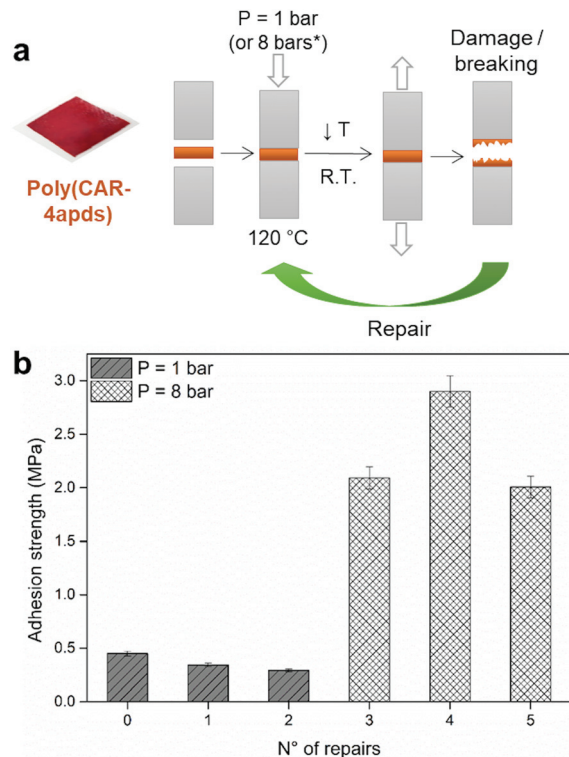 a
P = 1 bar
(or 8 bars*)
Damage /
breaking
↓ T
R.T.
Poly(CAR-
4apds)
120 °C
Repair
b
P = 1 bar
P = 8 bar
Adhesion strength (MPa)
3.0
2.5
2.0
1.5
1.0
0.5
0.0
0 1 2 3 4 5
N° of repairs